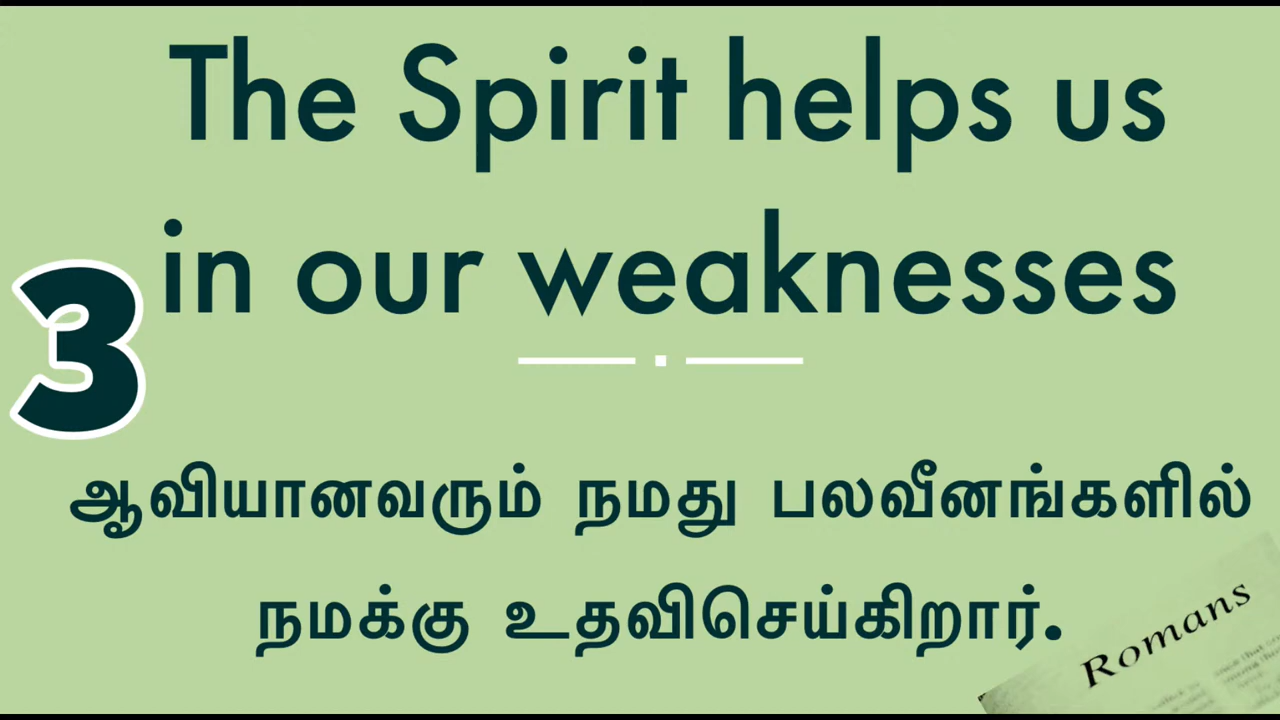 The Spirit helps us
in our weaknesses
3
ஆவியானவரும் நமது பலவீனங்களில்
நமக்கு உதவிசெய்கிறார்.
Romans